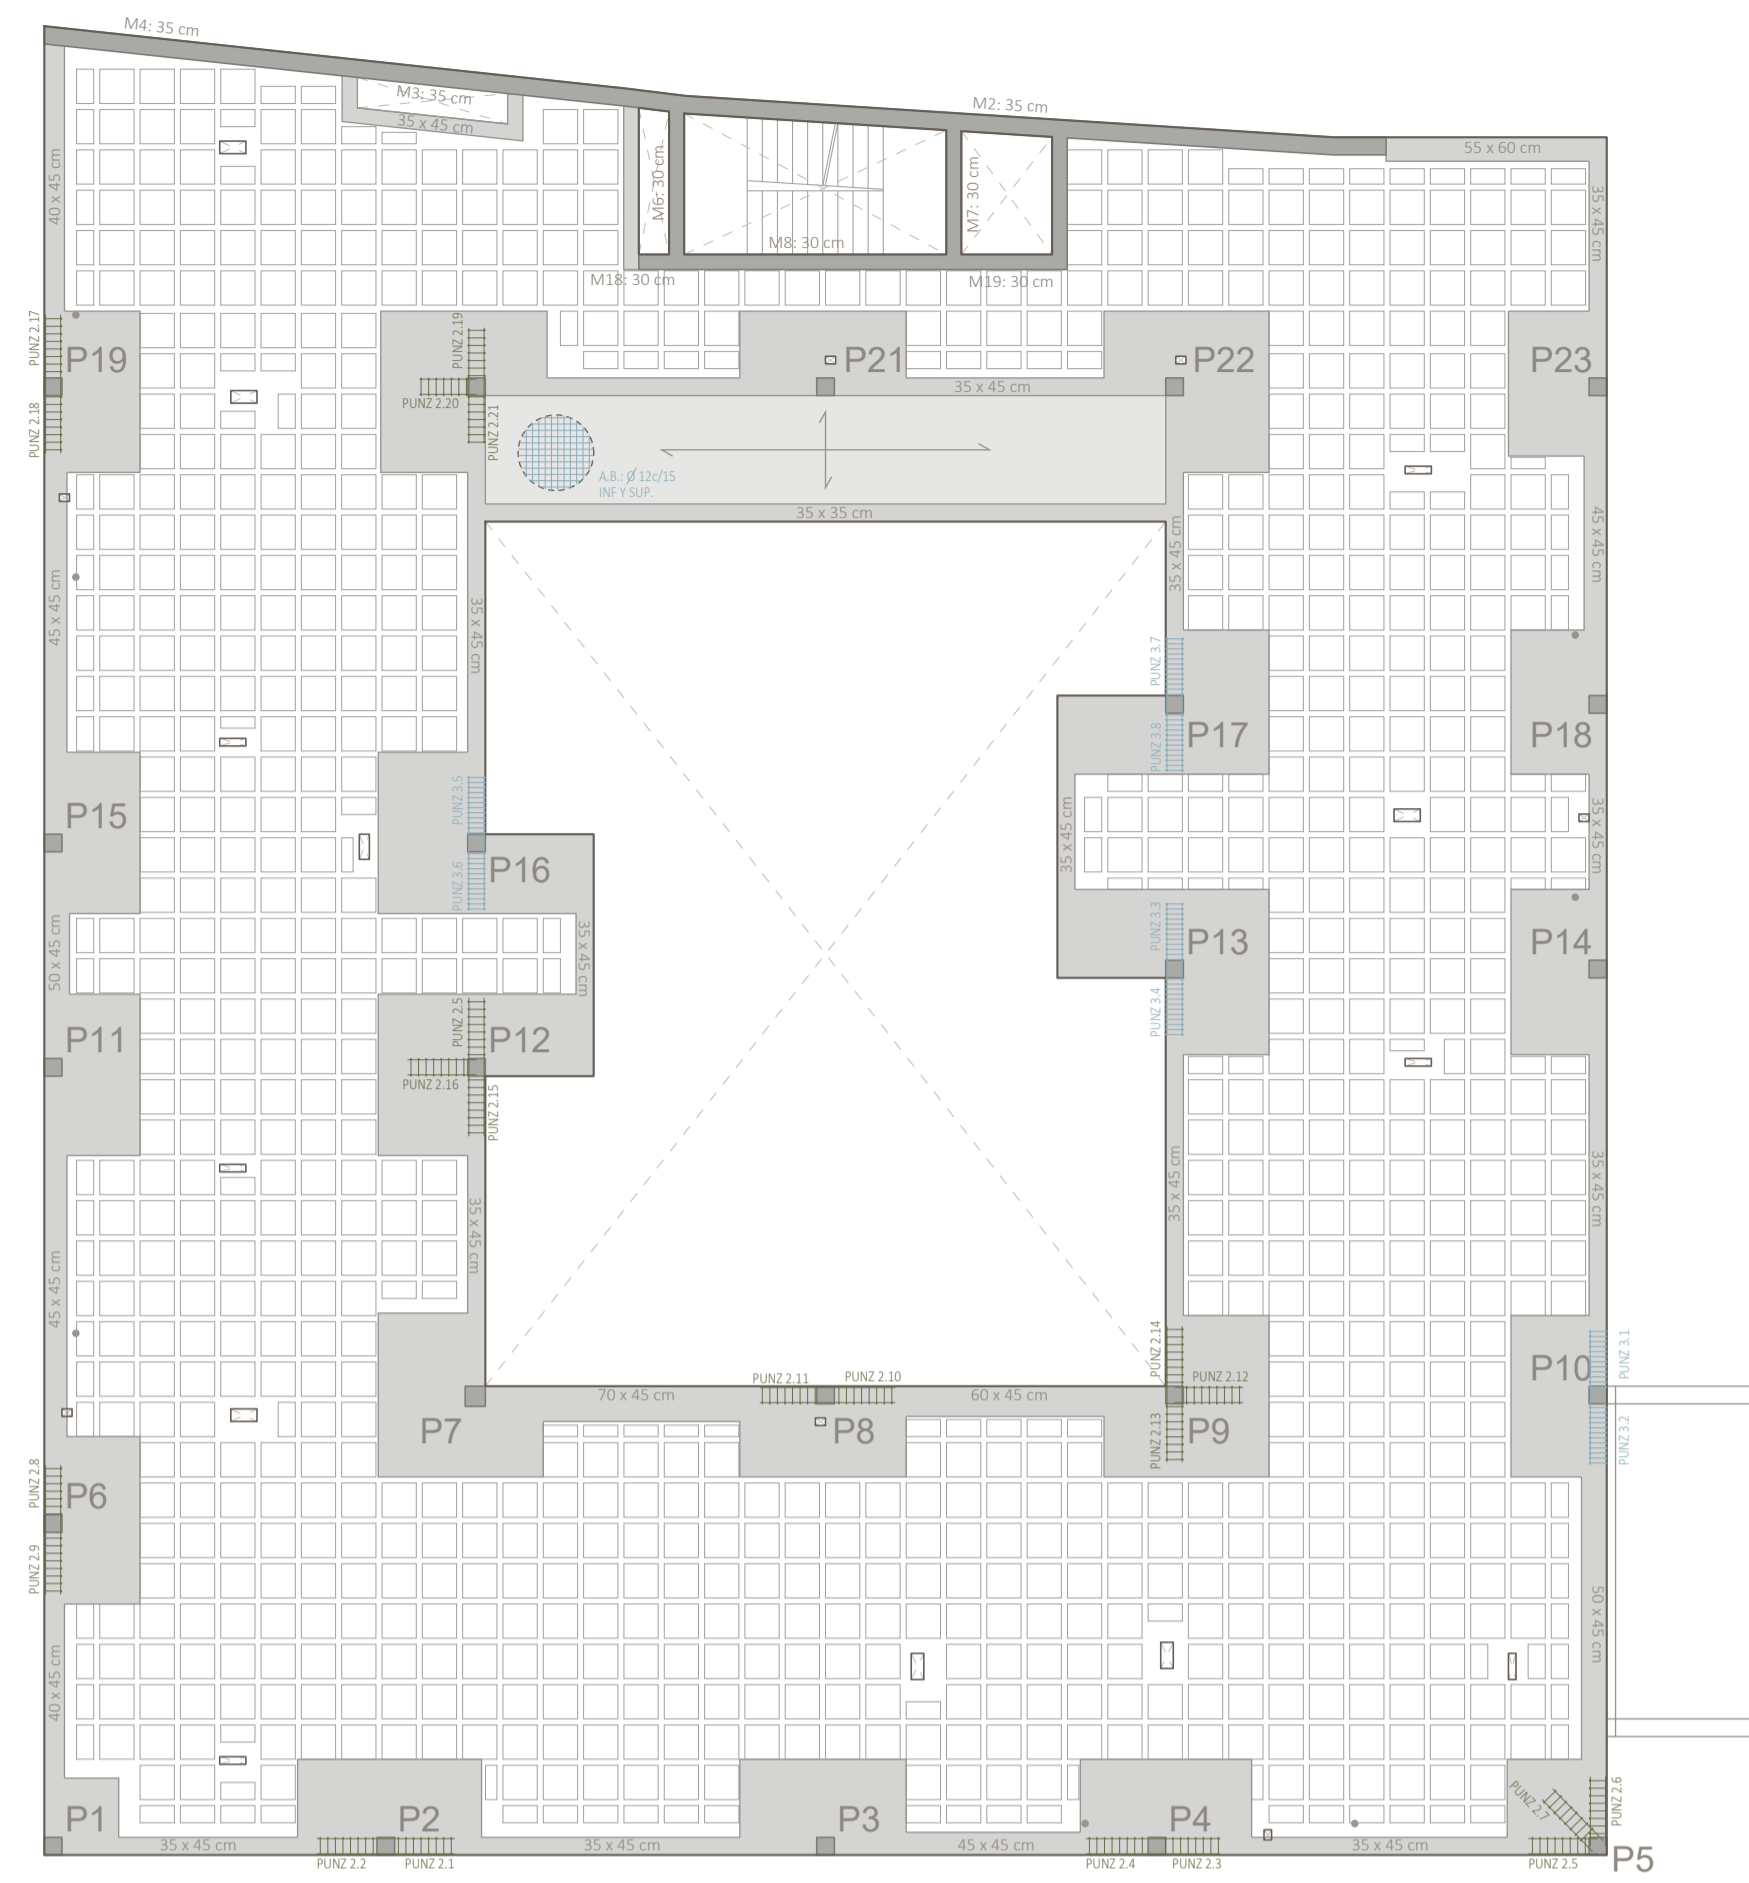 M4: 35 cm
M3: 35 cm
35 x 45 cm
M2: 35 cm
55 x 60 cm
40 x 45 cm
M6: 30 cm
M7: 30 cm
35 x 45 cm
M8: 30 cm
M18: 30 cm
M19: 30 cm
PUNZ 2.17
P19
PUNZ 2.18
PUNZ 2.19
PUNZ 2.20
PUNZ 2.21
P21
35 x 45 cm
P22
P23
A.B.: Ø 12c/15
INF Y SUP.
35 x 35 cm
45 x 45 cm
35 x 45 cm
35 x 45 cm
45 x 45 cm
PUNZ 3.7
P17
PUNZ 3.8
P18
P15
PUNZ 3.5
P16
PUNZ 3.6
35 x 45 cm
35 x 45 cm
50 x 45 cm
35 x 45 cm
PUNZ 3.3
P13
PUNZ 3.4
P14
P11
PUNZ 2.5
P12
PUNZ 2.16
PUNZ 2.15
45 x 45 cm
35 x 45 cm
35 x 45 cm
35 x 45 cm
PUNZ 2.14
P10
PUNZ 3.1
PUNZ 2.11
PUNZ 2.10
PUNZ 2.12
70 x 45 cm
60 x 45 cm
P7
P8
P9
PUNZ 2.13
PUNZ 3.2
PUNZ 2.8
P6
PUNZ 2.9
40 x 45 cm
50 x 45 cm
P1
P2
P3
P4
PUNZ 2.7
PUNZ 2.6
35 x 45 cm
35 x 45 cm
45 x 45 cm
35 x 45 cm
P5
PUNZ 2.2
PUNZ 2.1
PUNZ 2.4
PUNZ 2.3
PUNZ 2.5